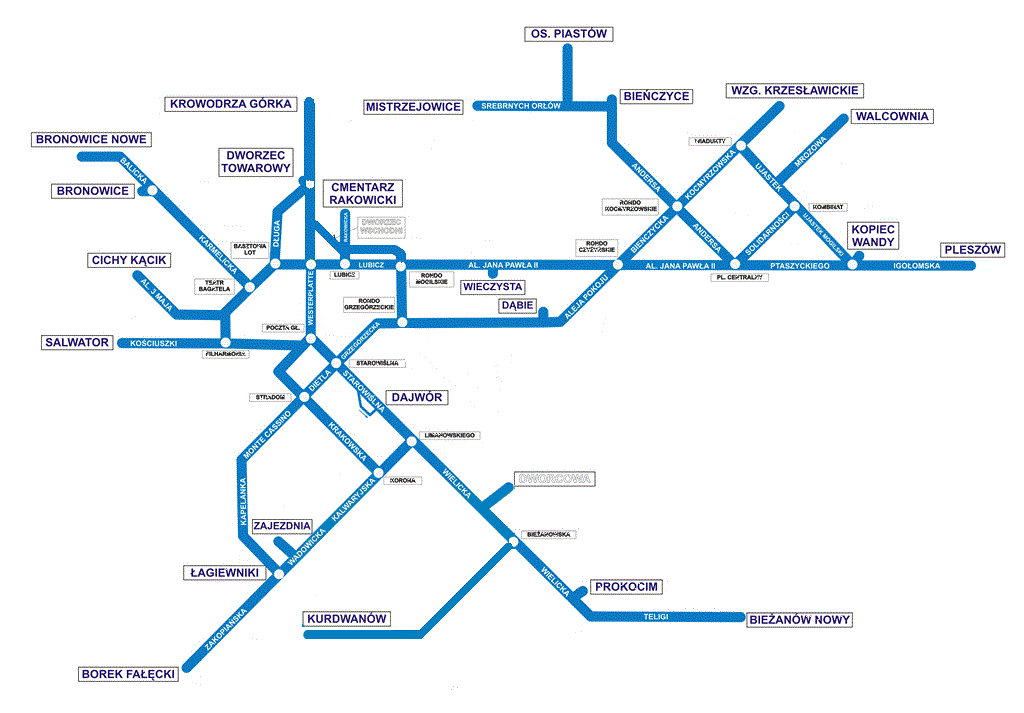 OS. PIASTÓW
WZG. KRZESŁAWICKIE
BIEŃCZYCE
KROWODRZA GÓRKA
MISTRZEJOWICE
SREBRNYCH ORŁÓW
WALCOWNIA
BRONOWICE NOWE
WIADUKTY
DWORZEC
TOWAROWY
BALICKA
ANDERSA
KOCMYRZOWSKA
UJASTEK
MROZOWA
BRONOWICE
CMENTARZ
RAKOWICKI
RONDO
KOCMYRZOWSKIE
KOMBINAT
DWORZEC
WSCHODNI
RAKOWICKA
DŁUGA
KARMELICKA
BASZTOWA
LOT
RONDO
CZYŻYŃSKIE
BIEŃCZYCKA
ANDERSA
SOLIDARNOŚCI
UJASTEK MOGILSKI
KOPIEC
WANDY
PLESZÓW
CICHY KĄCIK
LUBICZ
LUBICZ
AL. JANA PAWŁA II
AL. JANA PAWŁA II
PTASZYCKIEGO
IGOŁOMSKA
AL. 3 MAJA
TEATR
BAGATELA
WESTERPLATTE
RONDO
MOGILSKIE
WIECZYSTA
PL. CENTRALNY
ALEJA POKOJU
RONDO
GRZEGÓRZECKIE
DĄBIE
POCZTA GŁ.
SALWATOR
KOŚCIUSZKI
FILHARMONIA
GRZEGÓRZECKA
STAROWIŚLNA
DIETLA
STAROWIŚLNA
STRADOM
DAJWÓR
MONTE CASSINO
KRAKOWSKA
LIMANOWSKIEGO
KORONA
WIELICKA
DWORCOWA
KAPELANKA
KALWARYJSKA
ZAJEZDNIA
WADOWICKA
BIEŻANOWSKA
ŁAGIEWNIKI
WIELICKA
PROKOCIM
KURDWANÓW
TELIGI
BIEŻANÓW NOWY
ZAKOPIAŃSKA
BOREK FAŁĘCKI